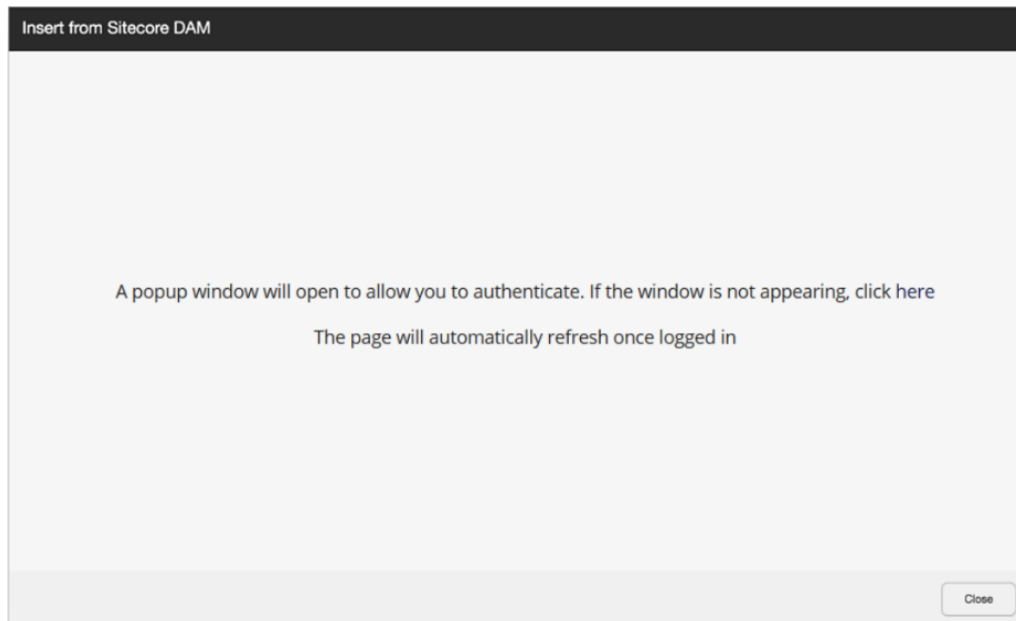 Insert from Sitecore DAM
A popup window will open to allow you to authenticate. If the window is not appearing, click here
The page will automatically refresh once logged in
Close